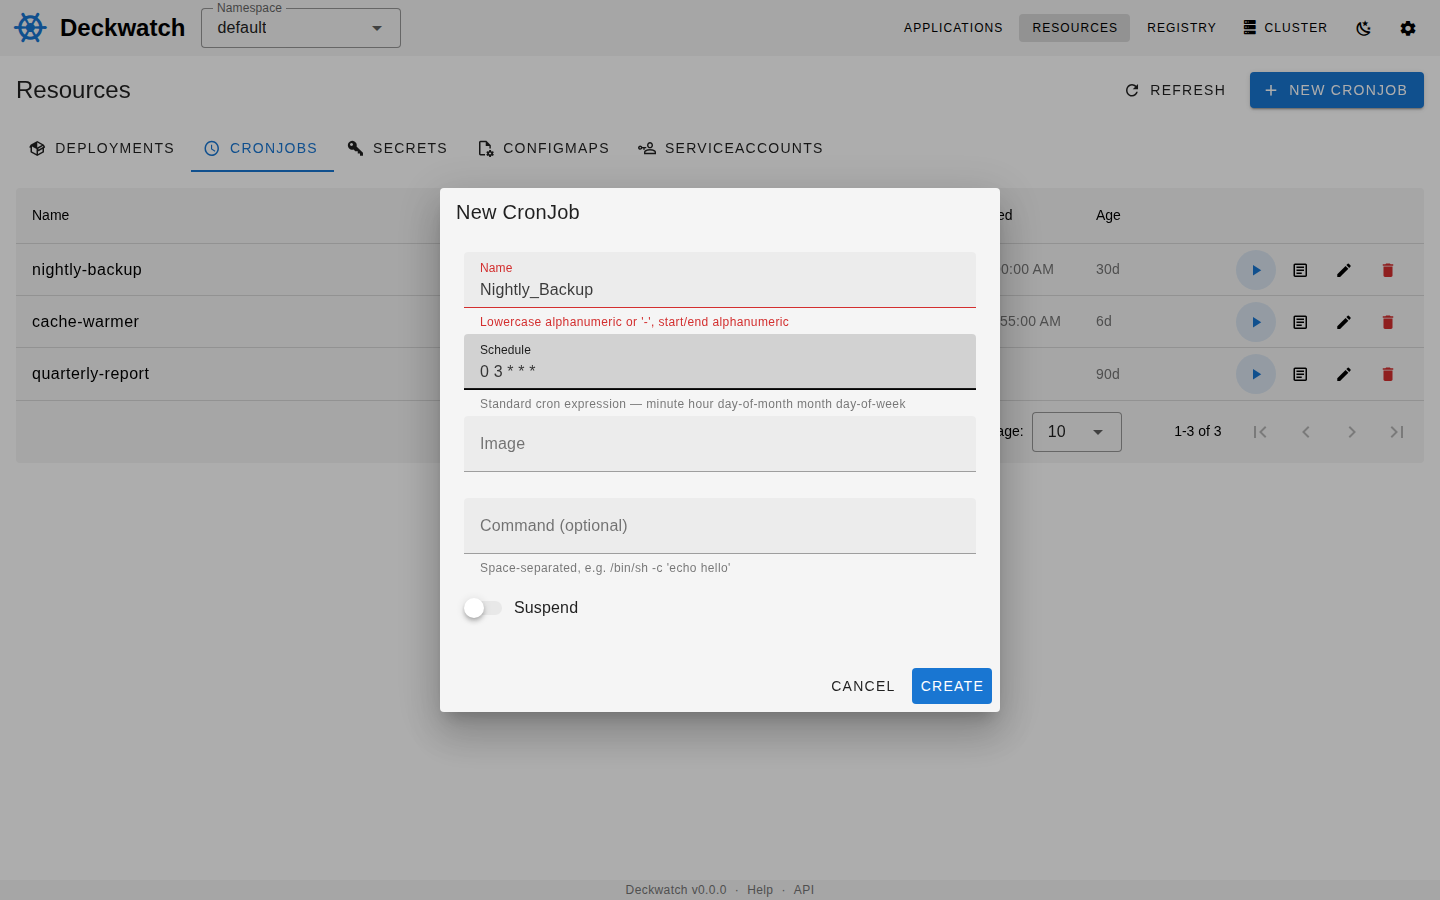 Deckwatch
Namespace
default
APPLICATIONS
RESOURCES
REGISTRY
CLUSTER
Resources
REFRESH
NEW CRONJOB
DEPLOYMENTS
CRONJOBS
SECRETS
CONFIGMAPS
SERVICEACCOUNTS
Name
Age
nightly-backup
0:00 AM
30d
cache-warmer
55:00 AM
6d
quarterly-report
90d
10
1-3 of 3
New CronJob
Name
Nightly_Backup
Lowercase alphanumeric or '-', start/end alphanumeric
Schedule
0 3 * * *
Standard cron expression — minute hour day-of-month month day-of-week
Image
Command (optional)
Space-separated, e.g. /bin/sh -c 'echo hello'
Suspend
CANCEL
CREATE
Deckwatch v0.0.0 · Help · API